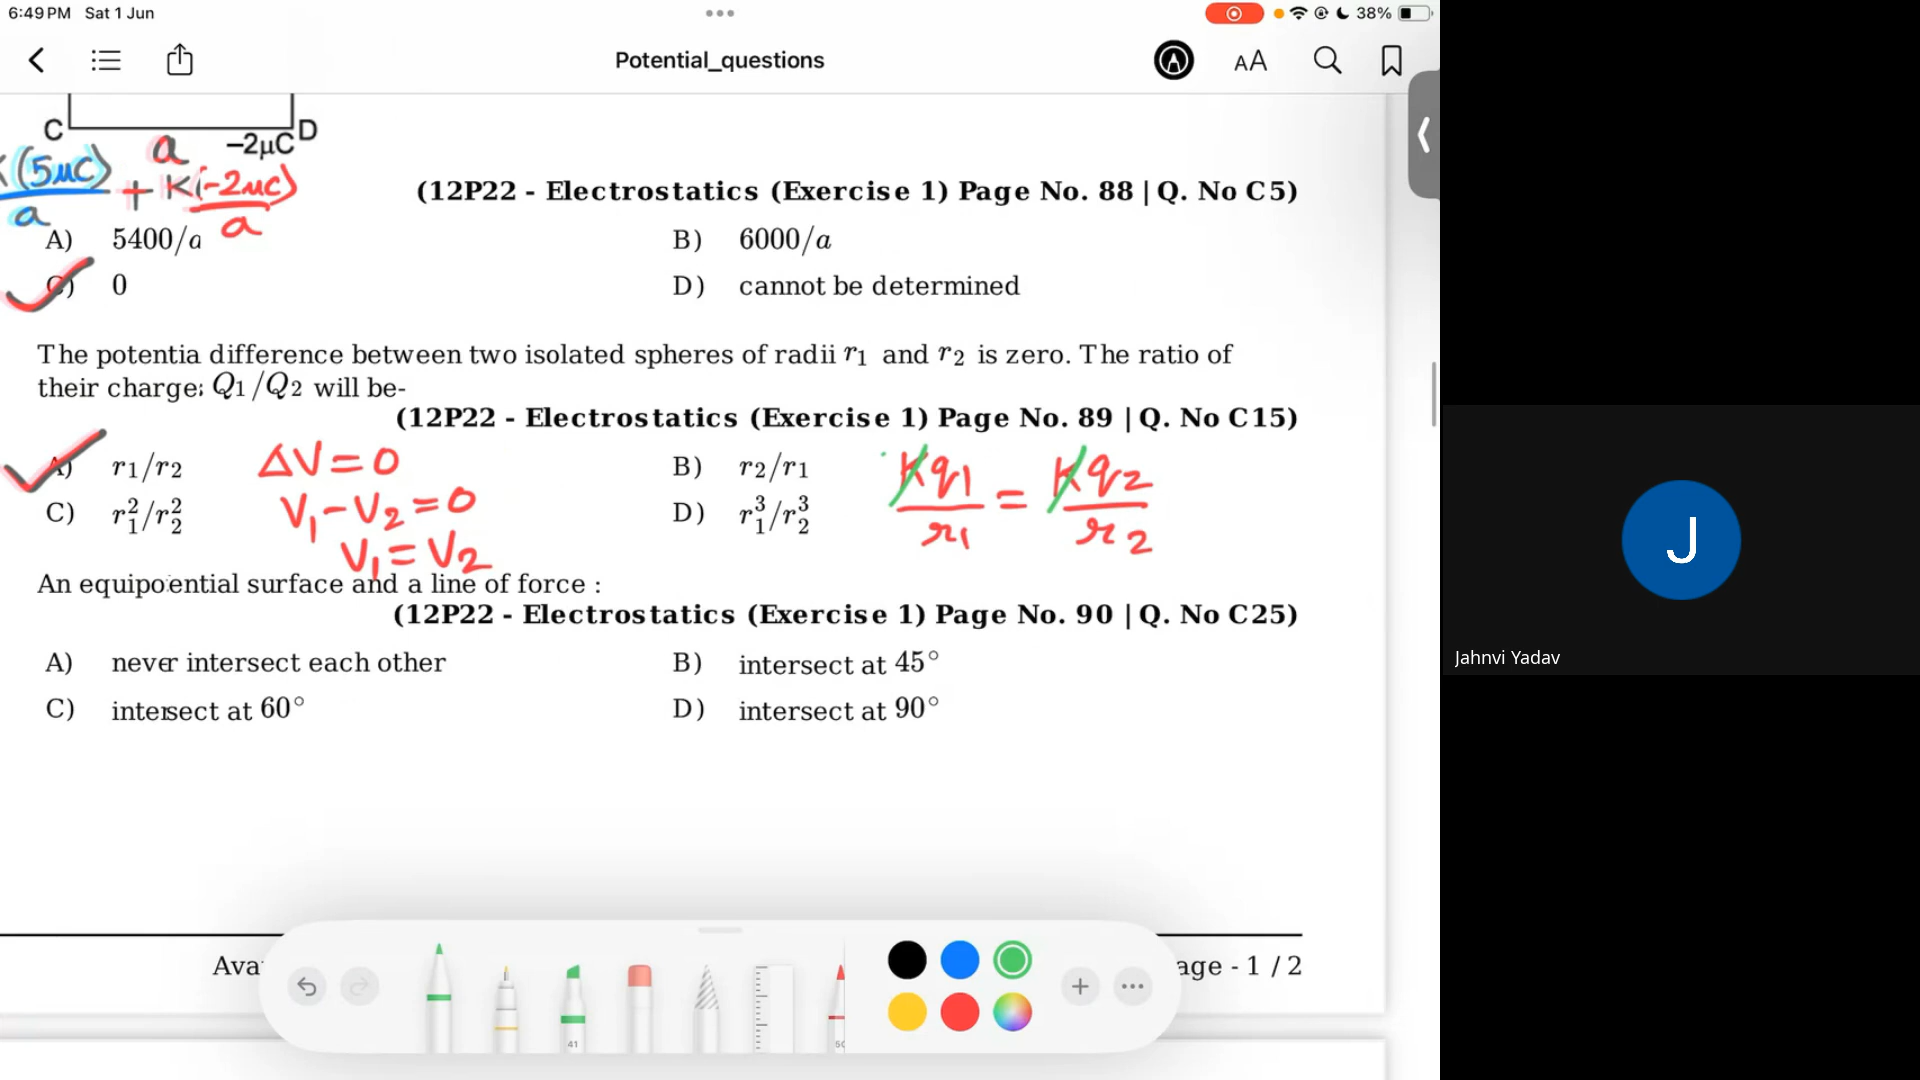 6:49 PM Sat 1 Jun
38%
Potential_questions
AA
C
D
a
–2μC
(5μC)
a
+ K(-2μC)
a
(12P22 - Electrostatics (Exercise 1) Page No. 88 | Q. No C5)
A) 5400/a
B) 6000/a
C) 0
D) cannot be determined
The potentia difference between two isolated spheres of radii r1 and r2 is zero. The ratio of
their charge: Q1/Q2 will be-
(12P22 - Electrostatics (Exercise 1) Page No. 89 | Q. No C15)
A) r1/r2
B) r2/r1
C) r1²/r2²
D) r1³/r2³
ΔV = 0
V1 - V2 = 0
V1 = V2
Kq1/r1 = Kq2/r2
An equipotential surface and a line of force :
(12P22 - Electrostatics (Exercise 1) Page No. 90 | Q. No C25)
A) never intersect each other
B) intersect at 45°
C) intersect at 60°
D) intersect at 90°
age - 1 / 2
41
J
Jahnvi Yadav